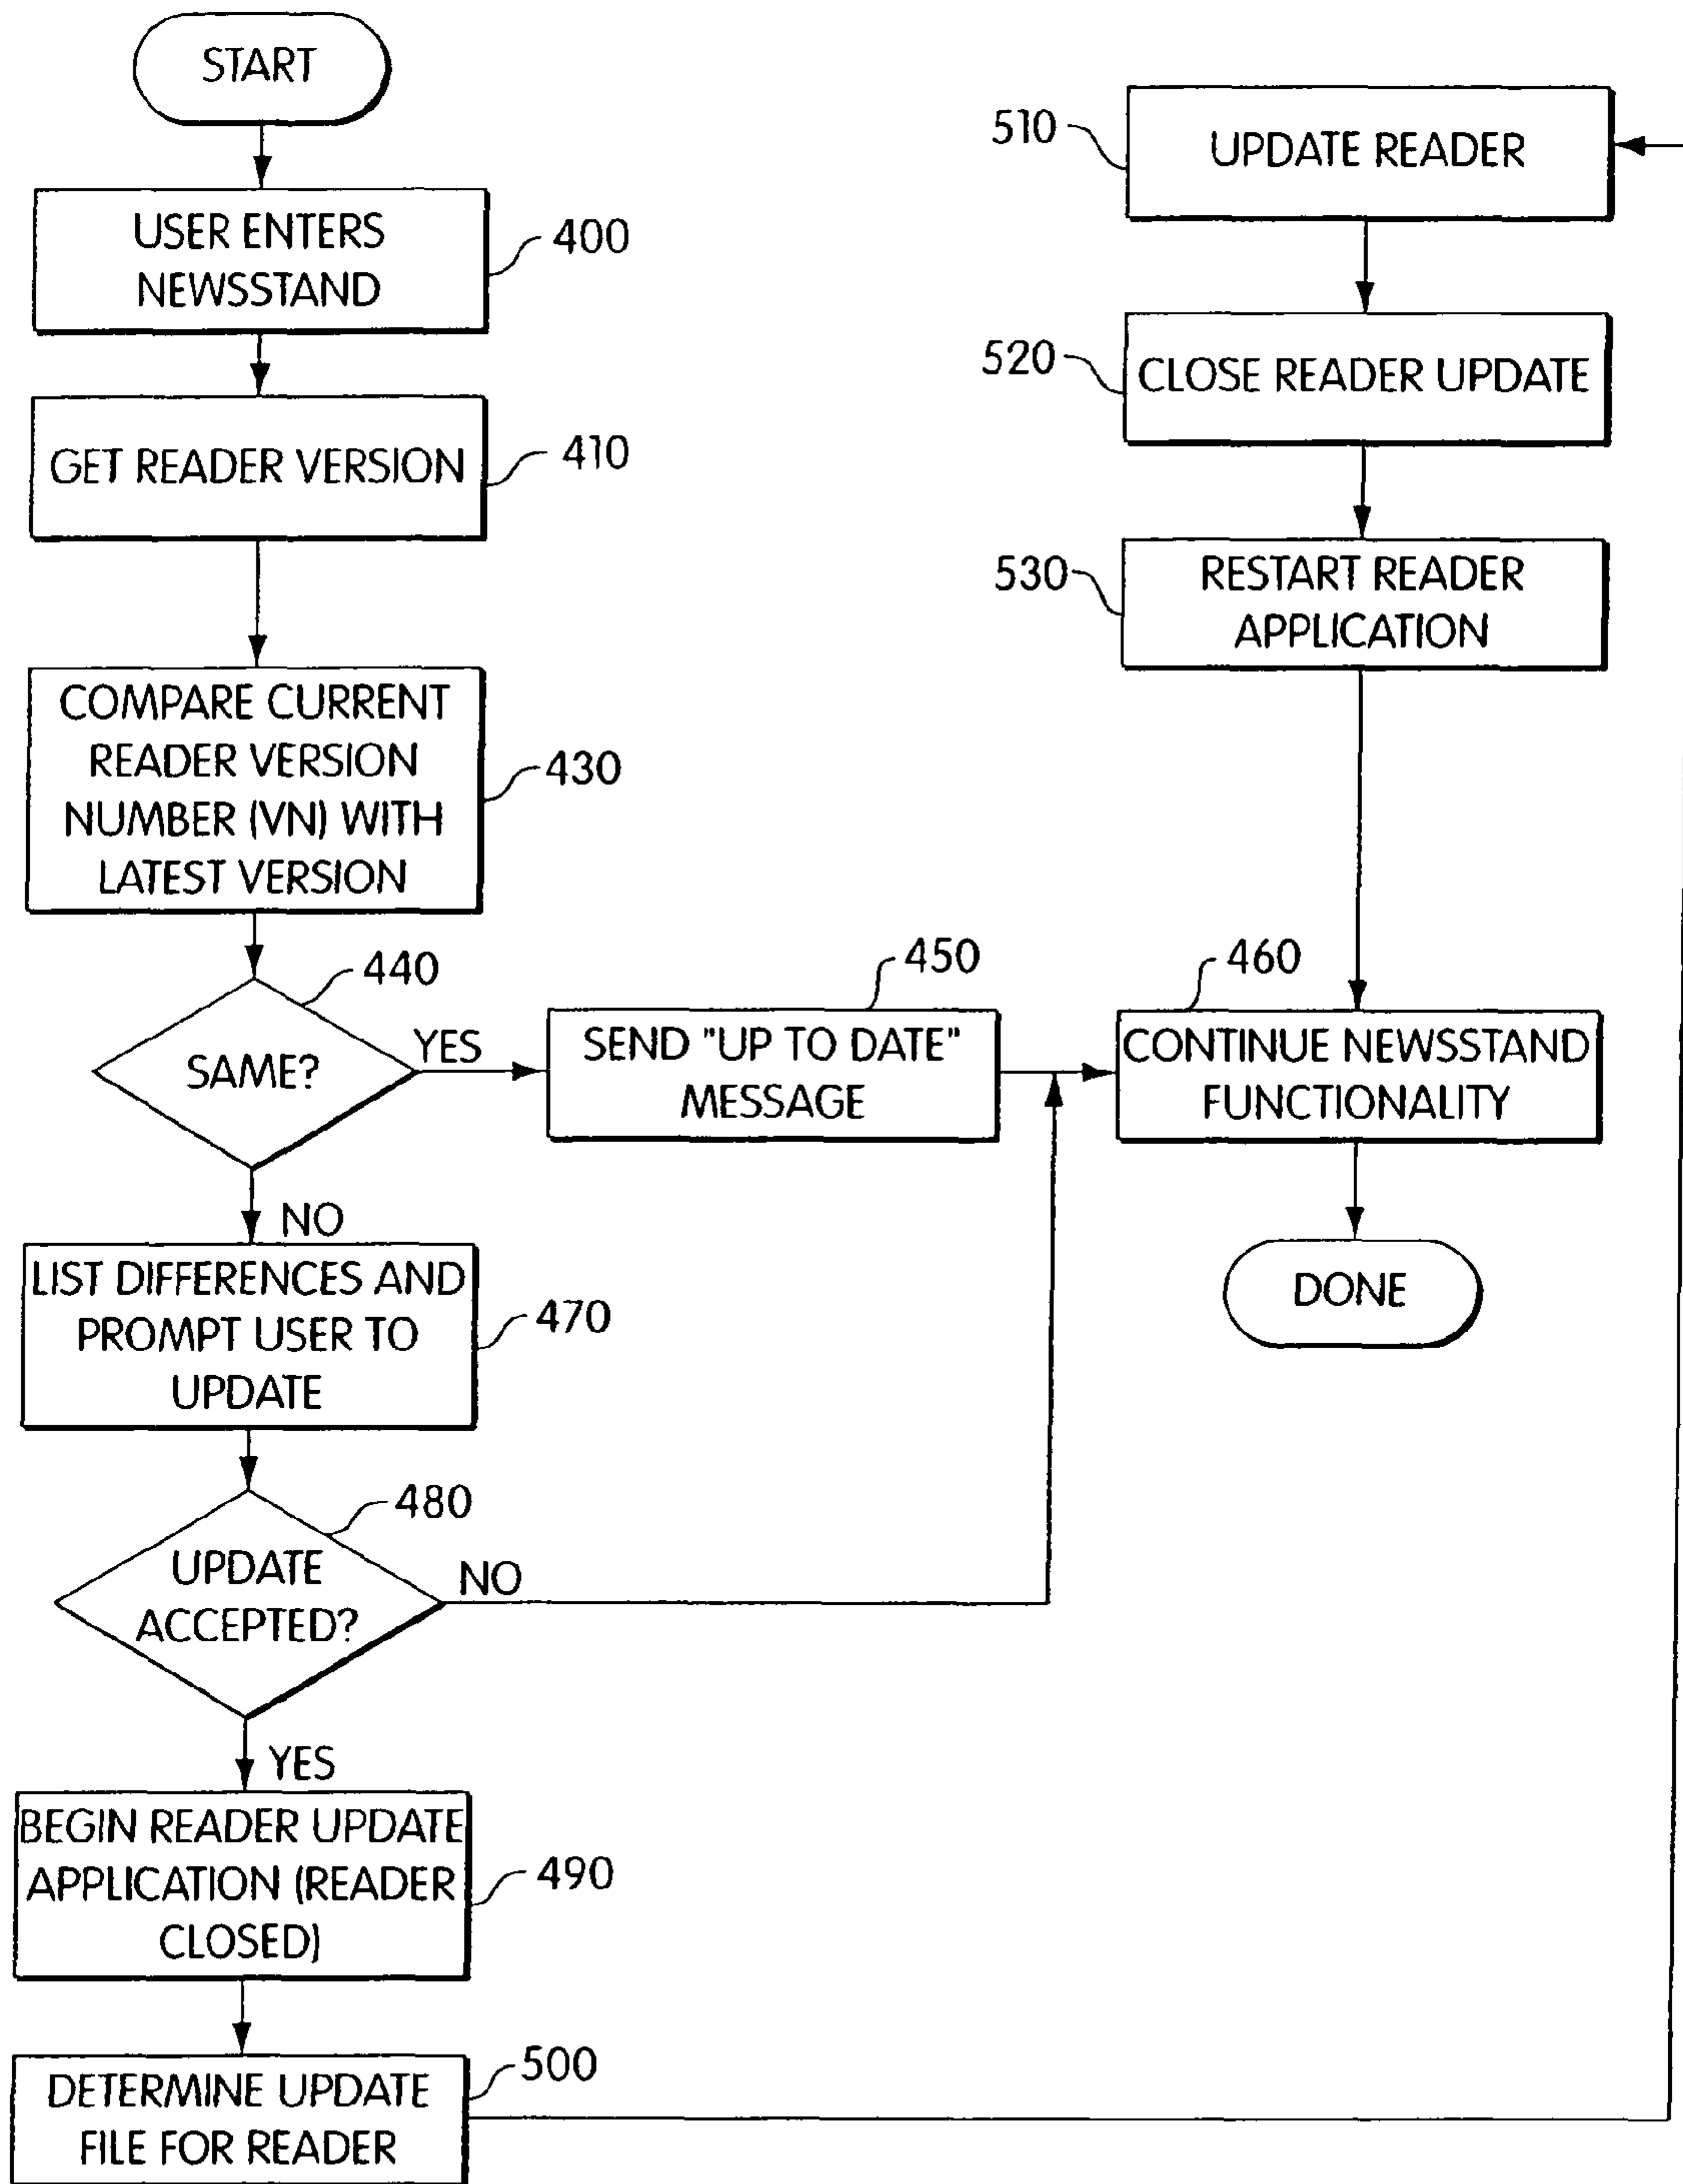 START
USER ENTERS
NEWSSTAND
400
GET READER VERSION
410
COMPARE CURRENT
READER VERSION
NUMBER (VN) WITH
LATEST VERSION
430
440
SAME?
YES
NO
450
SEND "UP TO DATE"
MESSAGE
460
CONTINUE NEWSSTAND
FUNCTIONALITY
DONE
LIST DIFFERENCES AND
PROMPT USER TO
UPDATE
470
480
UPDATE
ACCEPTED?
NO
YES
BEGIN READER UPDATE
APPLICATION (READER
CLOSED)
490
500
DETERMINE UPDATE
FILE FOR READER
510
UPDATE READER
520
CLOSE READER UPDATE
530
RESTART READER
APPLICATION